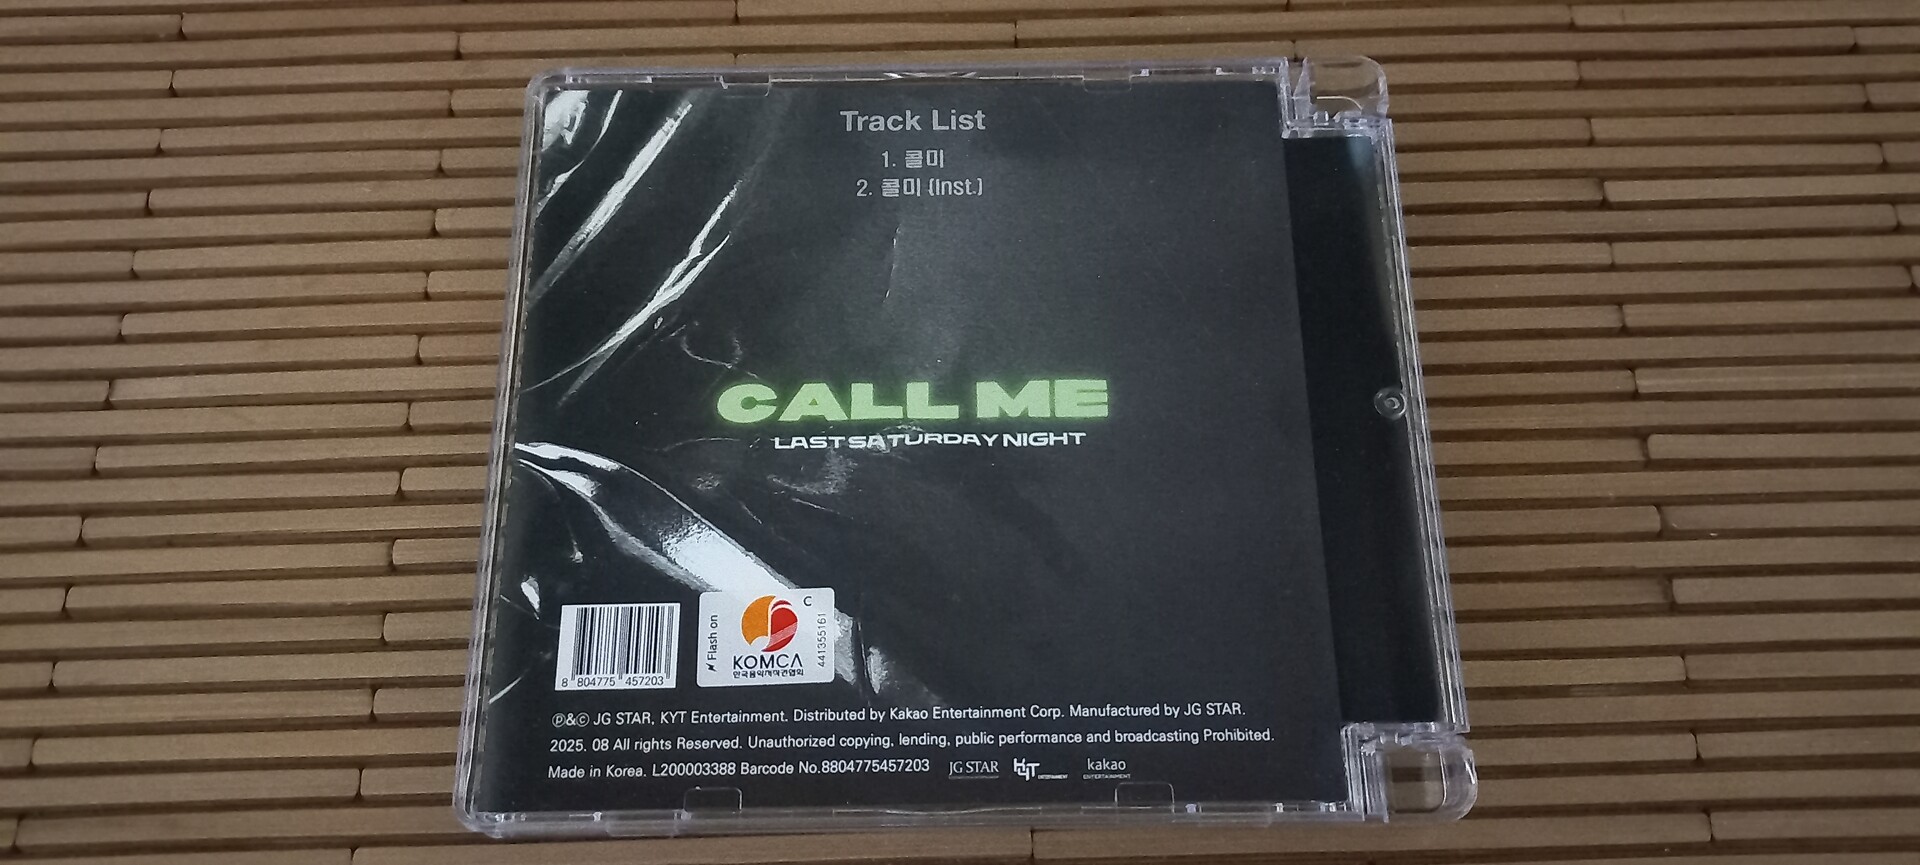 Track List
1. 콜미
2. 콜미 (Inst.)
CALL ME
LAST SATURDAY NIGHT
8 804775 457203
Flash on
C
KOMCA
한국음악저작권협회
441355161
Ⓟ&Ⓒ JG STAR, KYT Entertainment. Distributed by Kakao Entertainment Corp. Manufactured by JG STAR.
2025. 08 All rights Reserved. Unauthorized copying, lending, public performance and broadcasting Prohibited.
Made in Korea. L200003388 Barcode No.8804775457203
JG STAR
KYT
ENTERTAINMENT
kakao
ENTERTAINMENT